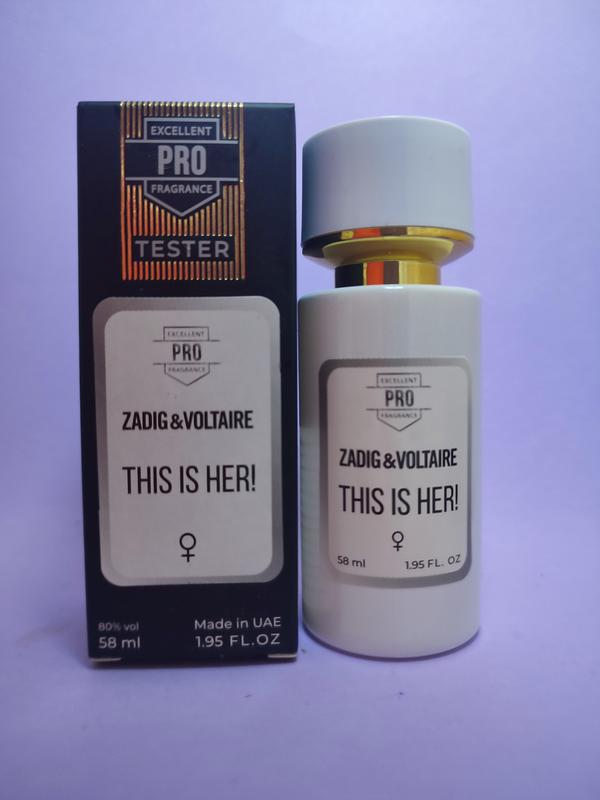 EXCELLENT
PRO
FRAGRANCE
TESTER
EXCELLENT
PRO
FRAGRANCE
ZADIG&VOLTAIRE
THIS IS HER!
♀
80% vol
58 ml
Made in UAE
1.95 FL.OZ
EXCELLENT
PRO
FRAGRANCE
ZADIG&VOLTAIRE
THIS IS HER!
♀
58 ml
1.95 FL. OZ